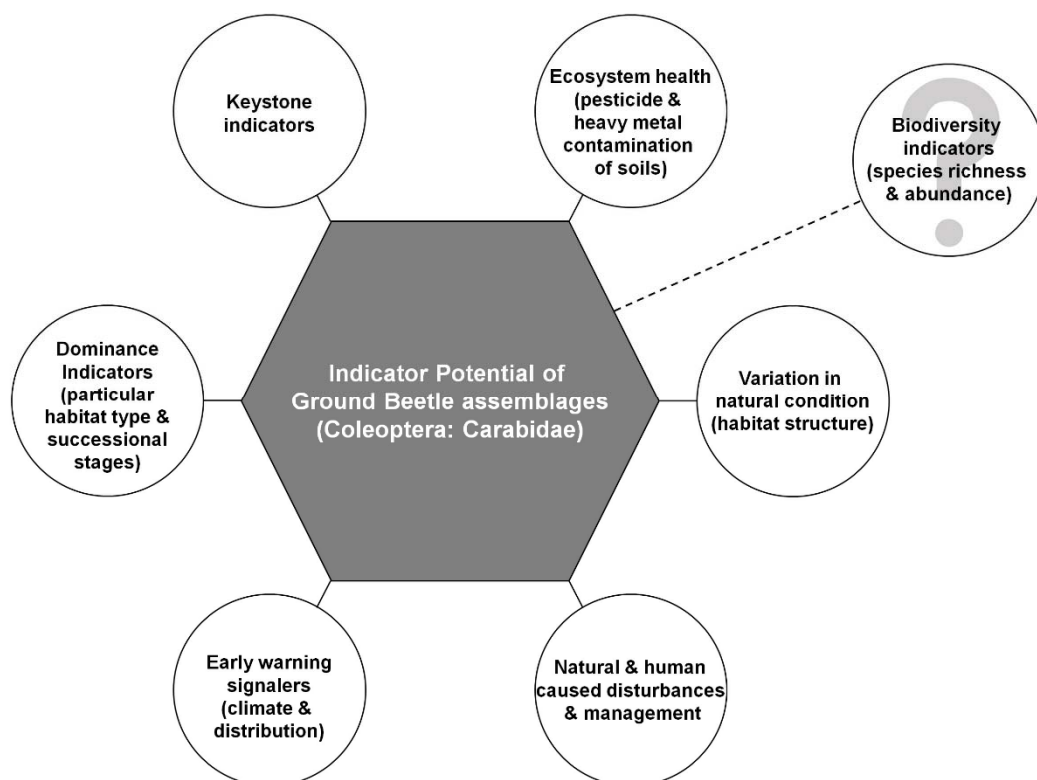 Keystone
indicators
Ecosystem health
(pesticide &
heavy metal
contamination
of soils)
?
Biodiversity
indicators
(species richness
& abundance)
Dominance
Indicators
(particular
habitat type &
successional
stages)
Indicator Potential of
Ground Beetle assemblages
(Coleoptera: Carabidae)
Variation in
natural condition
(habitat structure)
Early warning
signalers
(climate &
distribution)
Natural & human
caused disturbances
& management